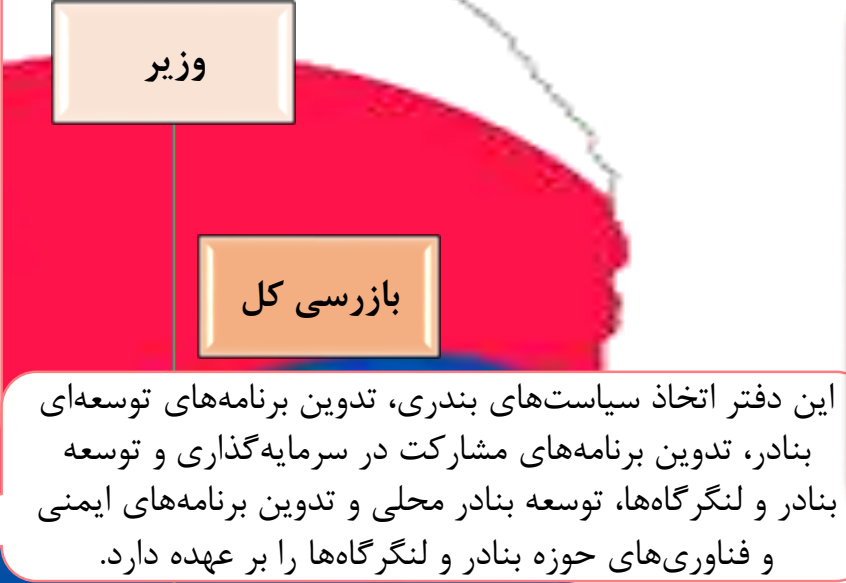 وزیر
بازرسی کل
این دفتر اتخاذ سیاست‌های بندری، تدوین برنامه‌های توسعه‌ای
بنادر، تدوین برنامه‌های مشارکت در سرمایه‌گذاری و توسعه
بنادر و لنگرگاه‌ها، توسعه بنادر محلی و تدوین برنامه‌های ایمنی
و فناوری‌های حوزه بنادر و لنگرگاه‌ها را بر عهده دارد.